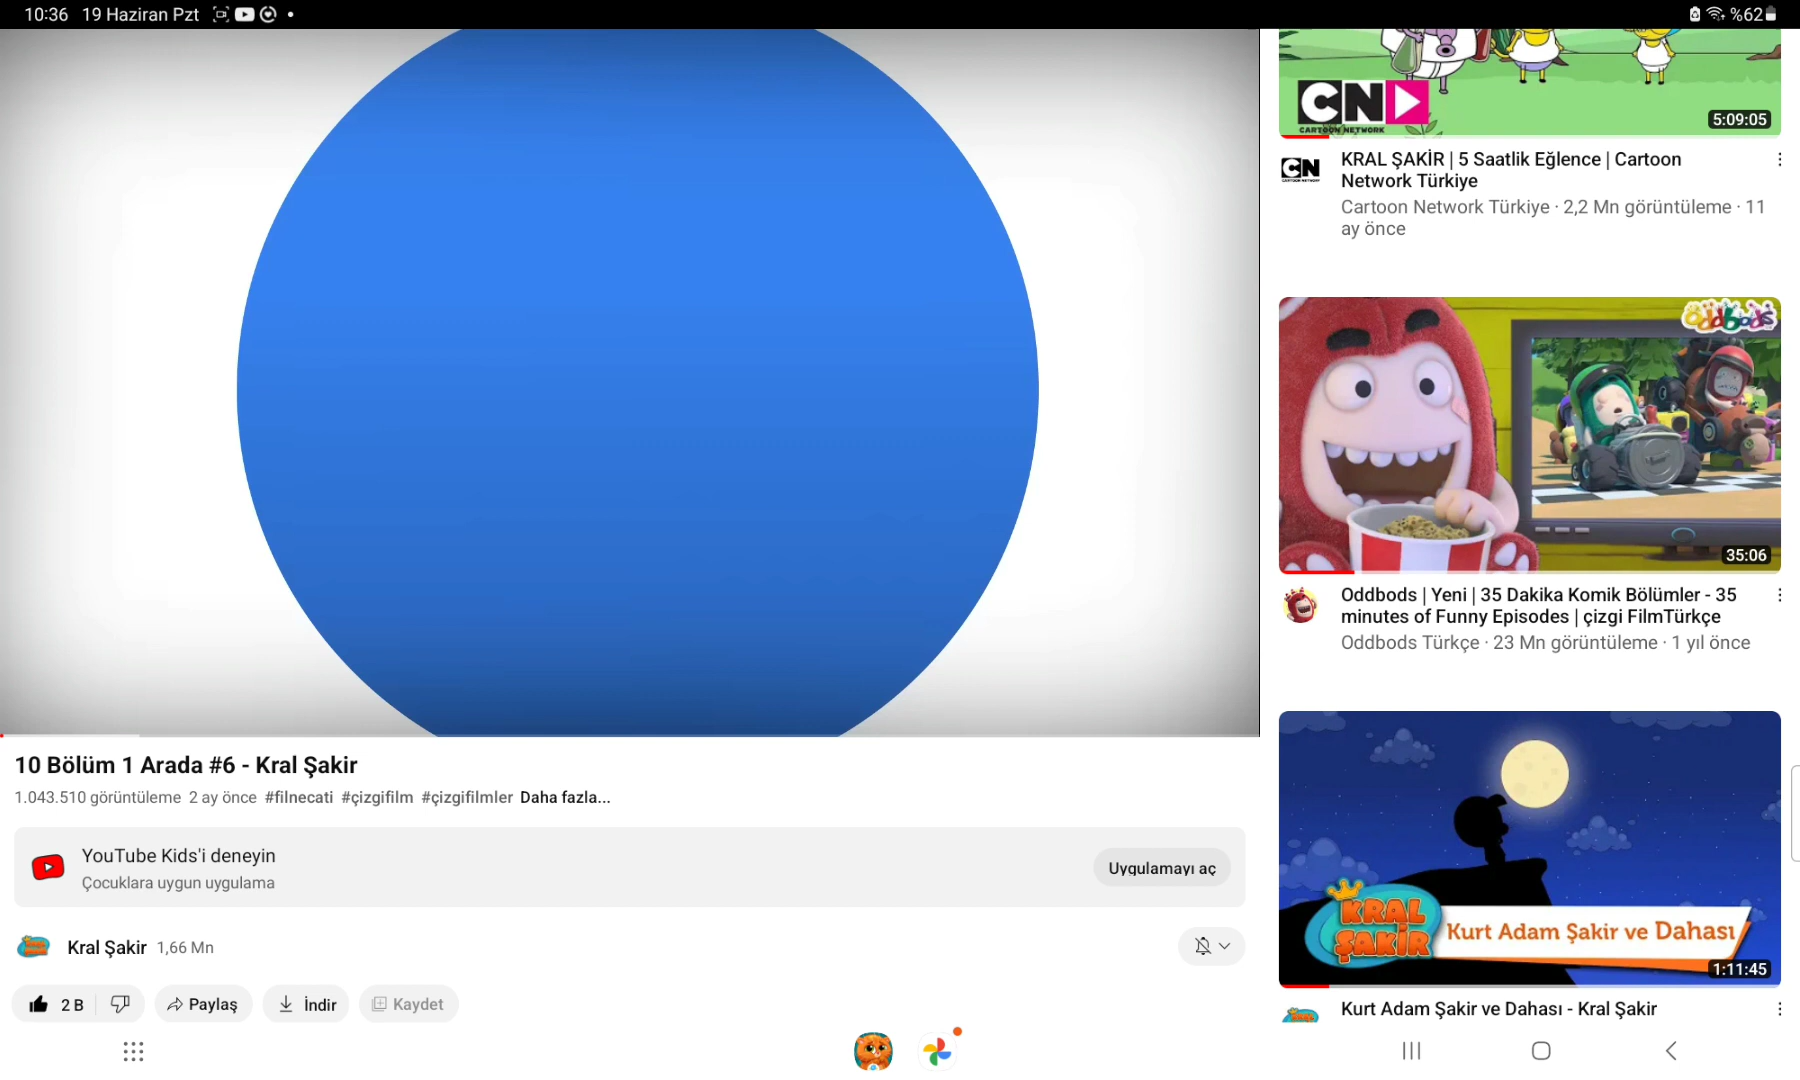 10:36 19 Haziran Pzt
%62
CN
CARTOON NETWORK
5:09:05
CN
KRAL ŞAKİR | 5 Saatlik Eğlence | Cartoon
Network Türkiye
Cartoon Network Türkiye · 2,2 Mn görüntüleme · 11
ay önce
Oddbods
35:06
Oddbods | Yeni | 35 Dakika Komik Bölümler - 35
minutes of Funny Episodes | çizgi FilmTürkçe
Oddbods Türkçe · 23 Mn görüntüleme · 1 yıl önce
KRAL
ŞAKİR
Kurt Adam Şakir ve Dahası
1:11:45
Kurt Adam Şakir ve Dahası - Kral Şakir
10 Bölüm 1 Arada #6 - Kral Şakir
1.043.510 görüntüleme 2 ay önce #filnecati #çizgifilm #çizgifilmler Daha fazla...
YouTube Kids'i deneyin
Çocuklara uygun uygulama
Uygulamayı aç
Kral Şakir 1,66 Mn
2 B
Paylaş
İndir
Kaydet